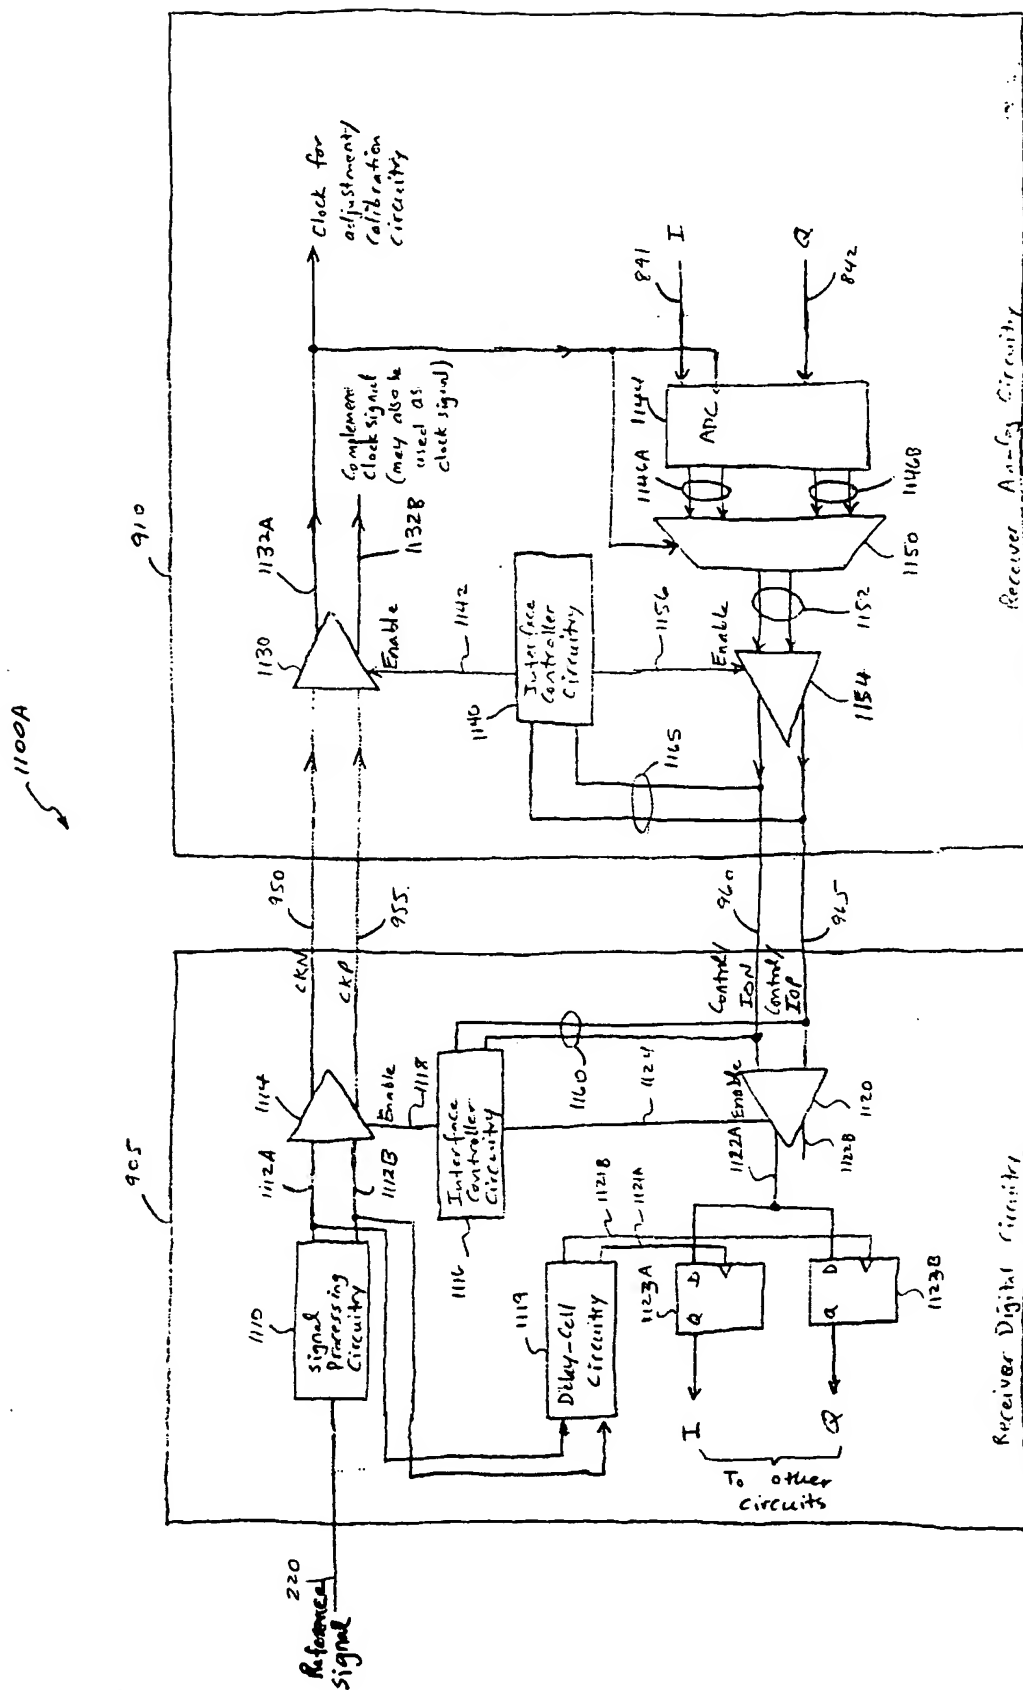 1100A
905
910
Reference
Signal
220
1110
Signal
Processing
Circuitry
1112A
1112B
1114
Enable
1118
CKN
950
CKP
955
1130
Enable
1142
1132A
1132B
Clock for
adjustment/
calibration
circuitry
Complement
clock signal
(may also be
used as
clock signal)
1116
Interface
Controller
Circuitry
1160
1124
1140
Interface
Controller
Circuitry
1165
1156
1119
Delay-Cell
Circuitry
1121B
1121A
1123A
D
Q
1123B
D
Q
I
Q
To other
circuits
1122A
Enable
1122B
1120
Control/
ION
Control/
IOP
960
965
Enable
1154
1152
1150
1146A
1146B
1144
ADC
841
I
Q
842
Receiver Digital Circuitry
Receiver Analog Circuitry